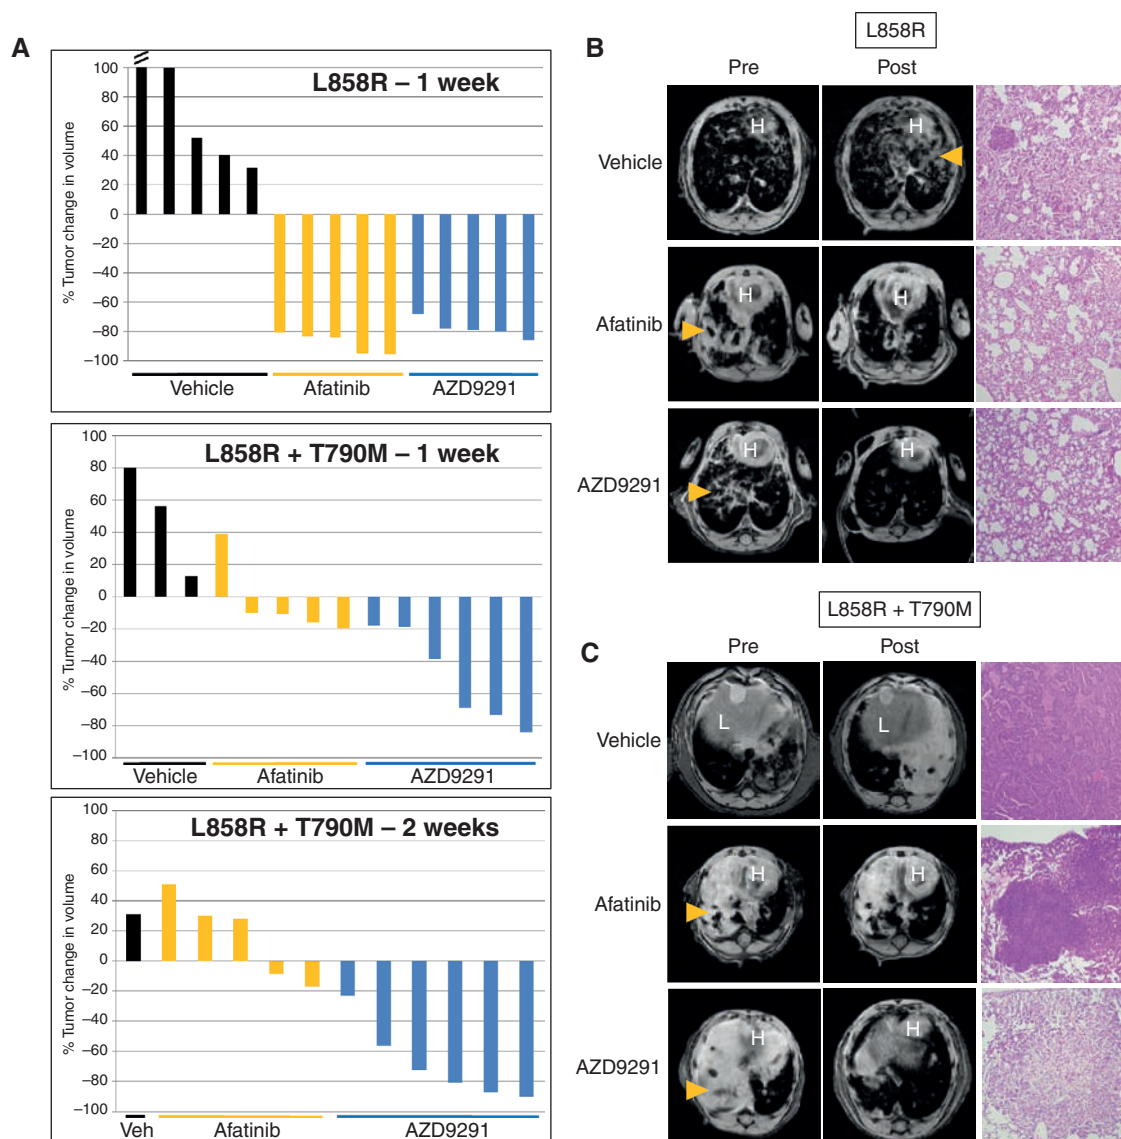 A
L858R – 1 week
% Tumor change in volume
100
80
60
40
20
0
–20
–40
–60
–80
–100
Vehicle Afatinib AZD9291
L858R + T790M – 1 week
% Tumor change in volume
100
80
60
40
20
0
–20
–40
–60
–80
–100
Vehicle Afatinib AZD9291
L858R + T790M – 2 weeks
% Tumor change in volume
100
80
60
40
20
0
–20
–40
–60
–80
–100
Veh Afatinib AZD9291
B
L858R
Pre Post
Vehicle
H H
Afatinib
H H
AZD9291
H H
C
L858R + T790M
Pre Post
Vehicle
L L
Afatinib
H H
AZD9291
H H